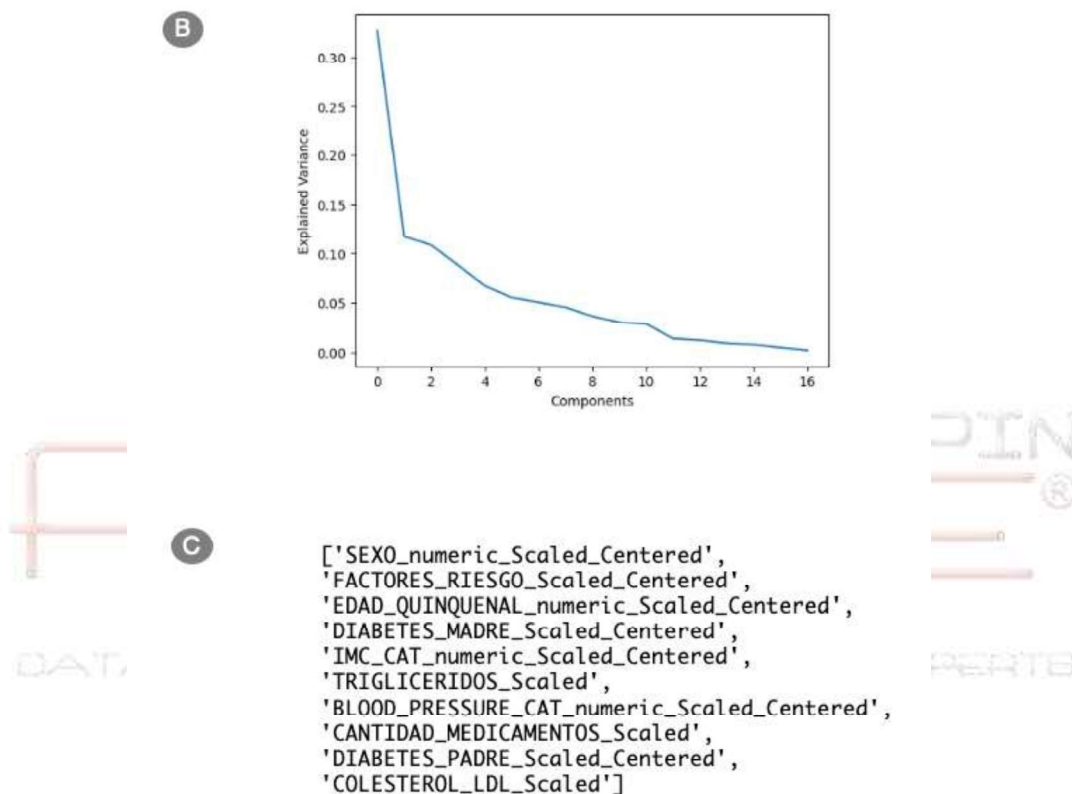 B
0.30
0.25
0.20
0.15
0.10
0.05
0.00
Explained Variance
0 2 4 6 8 10 12 14 16
Components
PIN
®
C
['SEXO_numeric_Scaled_Centered',
'FACTORES_RIESGO_Scaled_Centered',
'EDAD_QUINQUENAL_numeric_Scaled_Centered',
'DIABETES_MADRE_Scaled_Centered',
'IMC_CAT_numeric_Scaled_Centered',
'TRIGLICERIDOS_Scaled',
'BLOOD_PRESSURE_CAT_numeric_Scaled_Centered',
'CANTIDAD_MEDICAMENTOS_Scaled',
'DIABETES_PADRE_Scaled_Centered',
'COLESTEROL_LDL_Scaled']